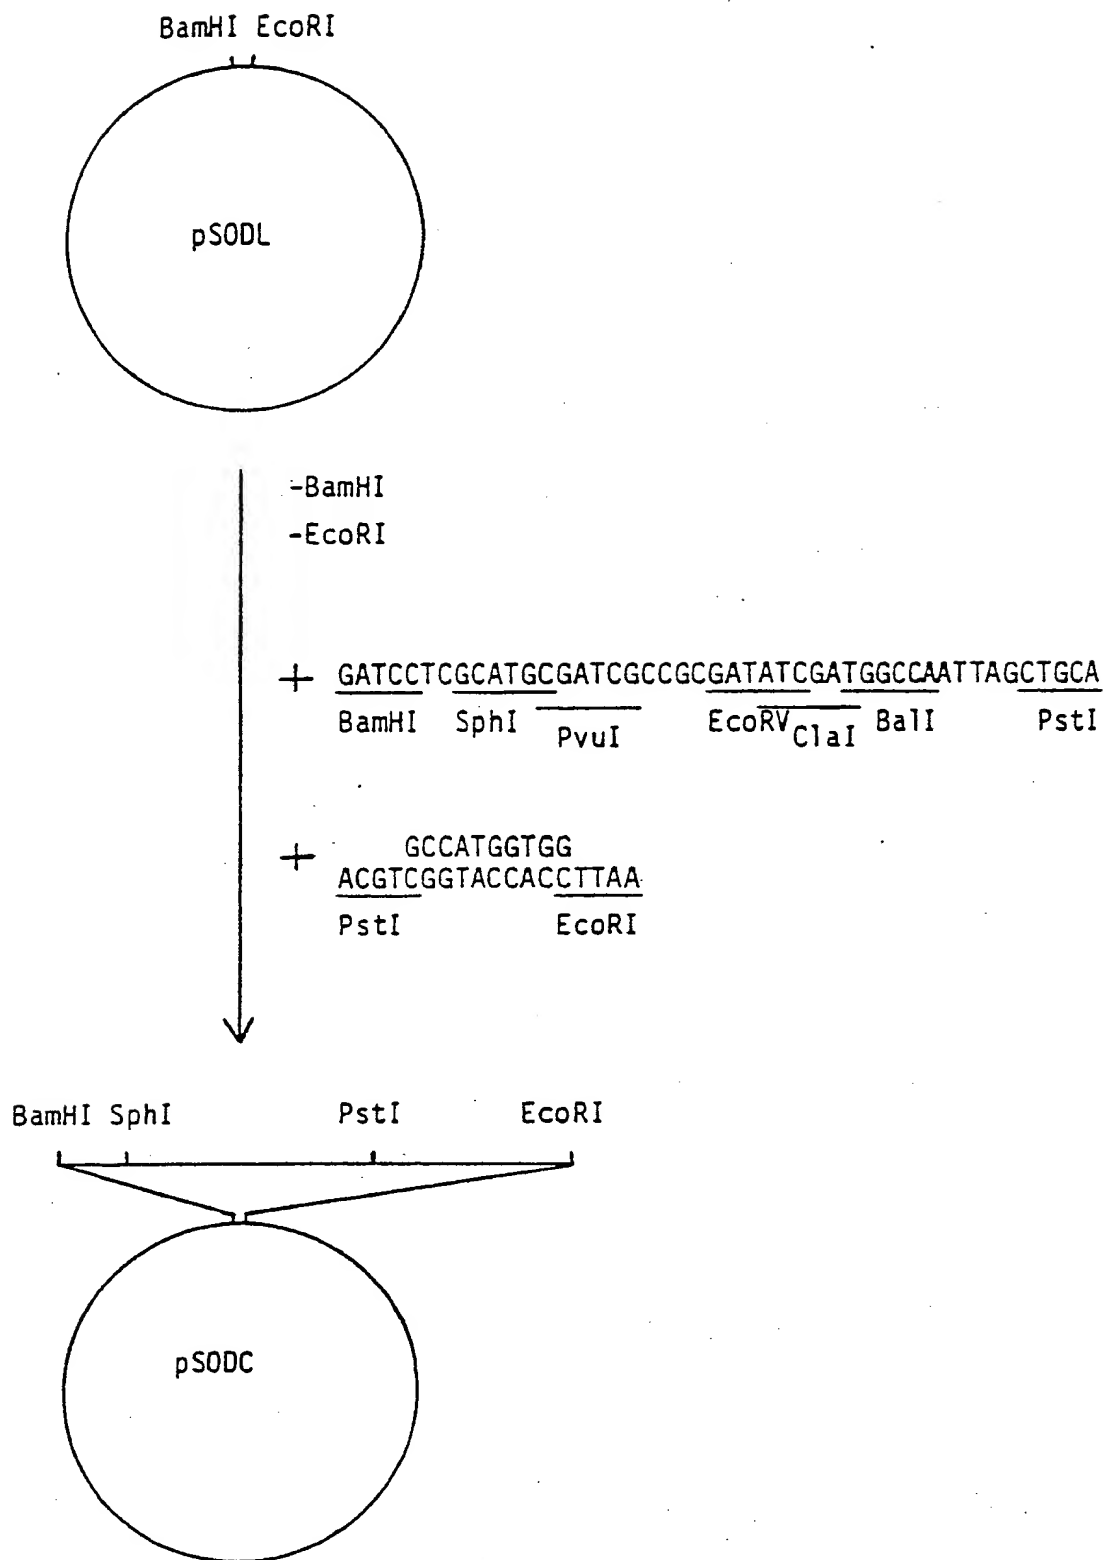 BamHI EcoRI
pSODL
-BamHI
-EcoRI
+ GATCCTCGCATGCGATCGCCGCGATATCGATGGCCAATTAGCTGCA
BamHI SphI PvuI EcoRV ClaI BalI PstI
+ GCCATGGTGG
ACGTCGGTACCACCTTAA
PstI EcoRI
BamHI SphI PstI EcoRI
pSODC